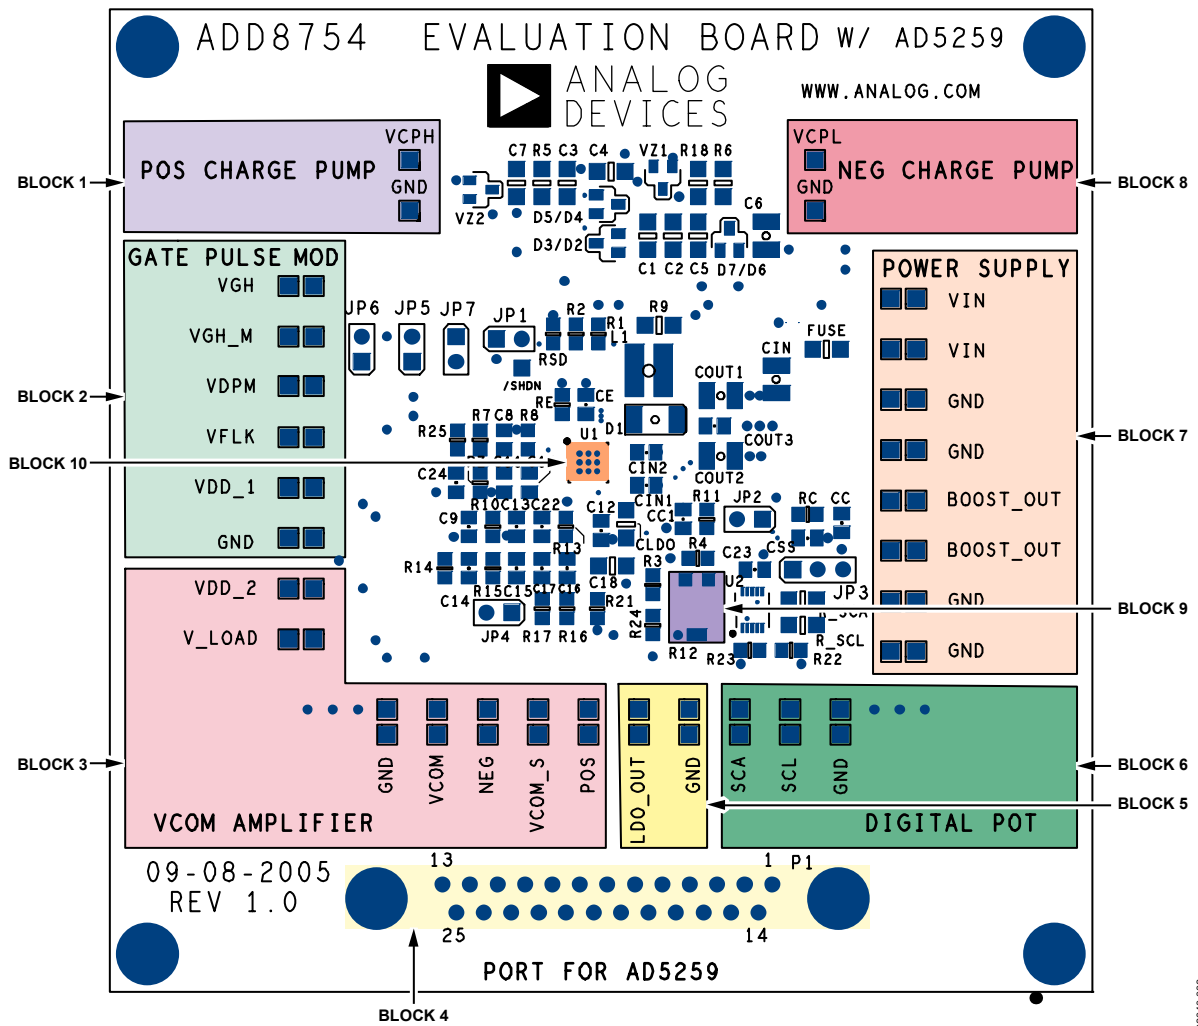 ADD8754 EVALUATION BOARD W/ AD5259
ANALOG
DEVICES
WWW.ANALOG.COM
BLOCK 1
POS CHARGE PUMP
VCPH
GND
VCPL
GND
NEG CHARGE PUMP
BLOCK 8
C7 R5 C3 C4 VZ1 R18 R6
VZ2
D5/D4
D3/D2
C6
C1 C2 C5 D7/D6
GATE PULSE MOD
VGH
VGH_M
VDPM
VFLK
VDD_1
GND
BLOCK 2
BLOCK 10
JP6 JP5 JP7 JP1
R2 R1 R9
L1
RSD
/SHDN
FUSE
CIN
COUT1
COUT3
COUT2
RE CE
D1
U1
R25 R7 C8 R8
C24
R10 C13 C22
CIN2
CIN1
C9
R13
C12
CLDO
CC1 R11 JP2 RC CC
R14
R15 C15 C17 C16
C18
R4
C23 CSS
R3
U2
JP3
C14
JP4
R17 R16
R21
R24
R12
R23
R_SCA
R_SCL
R22
POWER SUPPLY
VIN
VIN
GND
GND
BOOST_OUT
BOOST_OUT
GND
GND
BLOCK 7
BLOCK 9
VDD_2
V_LOAD
BLOCK 3
GND
VCOM
NEG
VCOM_S
POS
VCOM AMPLIFIER
LDO_OUT
GND
BLOCK 5
SCA
SCL
GND
DIGITAL POT
BLOCK 6
09-08-2005
REV 1.0
13 1 P1
25 14
PORT FOR AD5259
BLOCK 4